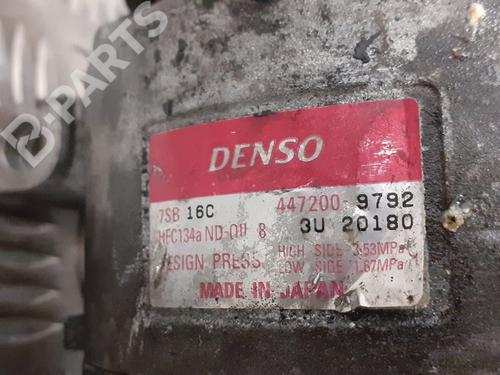 B-PARTS
B-PARTS
DENSO
7SB 16C 447200-9792
HFC134a ND-OIL 8 3U 20180
DESIGN PRESS. HIGH SIDE 3.53MPa
LOW SIDE 1.67MPa
MADE IN JAPAN